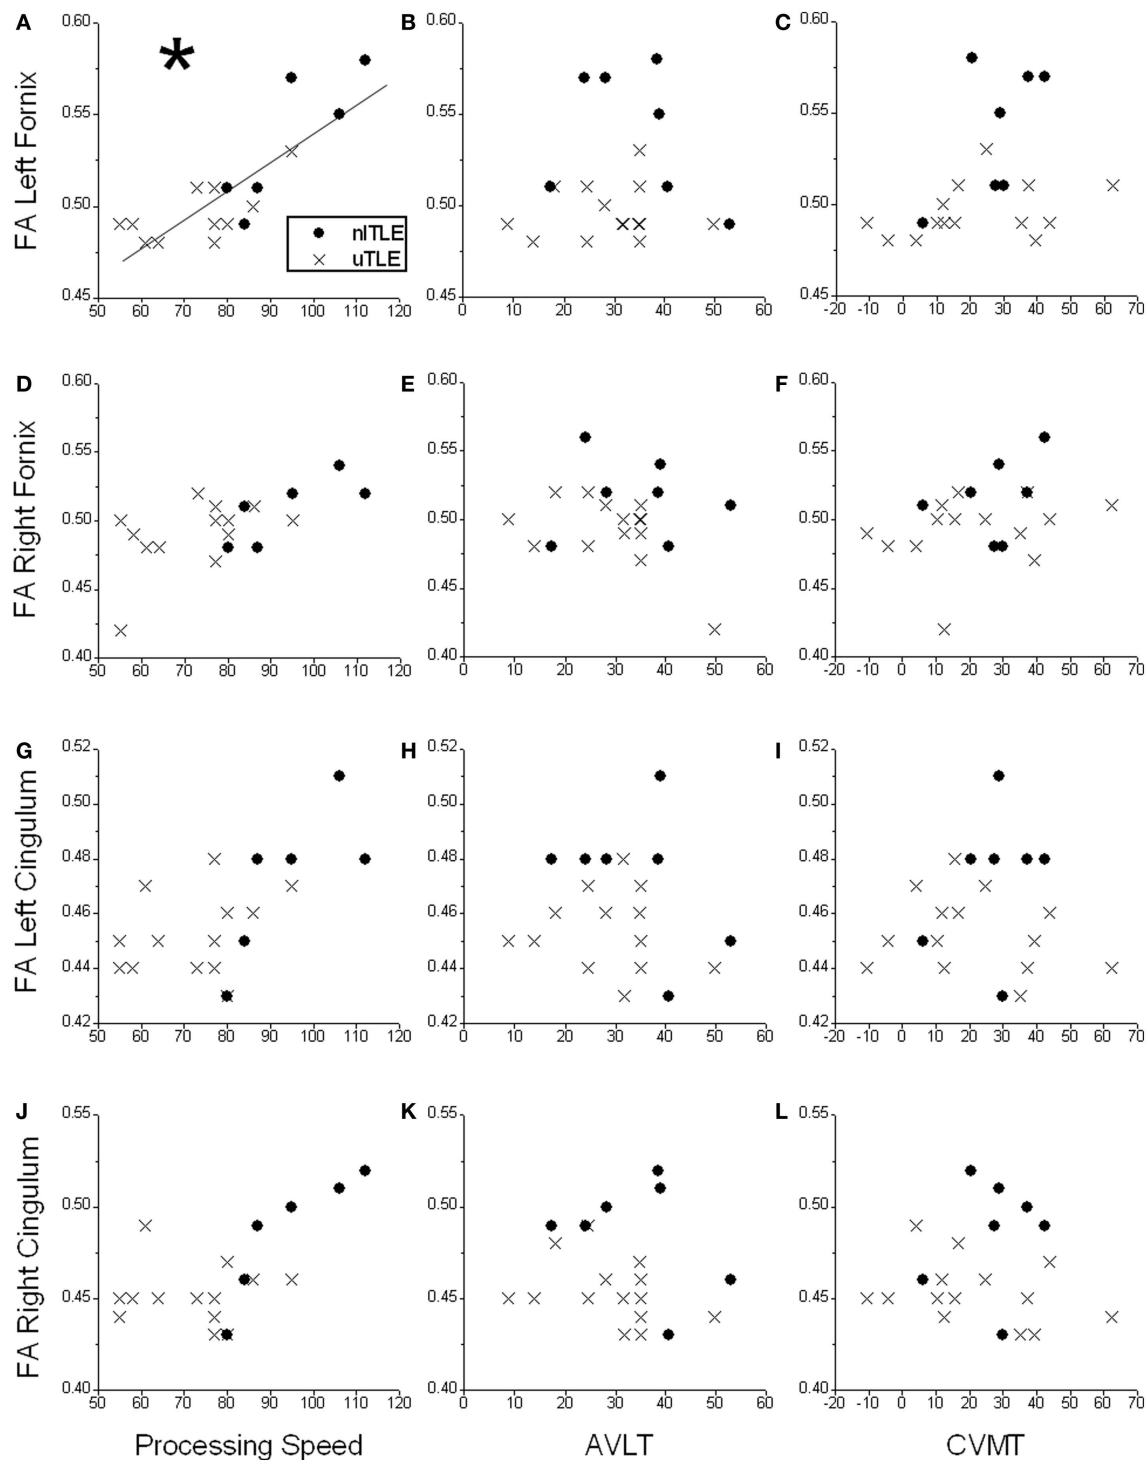 A
B
C
0.60
0.55
0.50
0.45
50 60 70 80 90 100 110 120
FA Left Fornix
*
nlTLE
uTLE
0.60
0.55
0.50
0.45
0 10 20 30 40 50 60
0.60
0.55
0.50
0.45
-20 -10 0 10 20 30 40 50 60 70
D
E
F
0.60
0.55
0.50
0.45
0.40
50 60 70 80 90 100 110 120
FA Right Fornix
0.60
0.55
0.50
0.45
0.40
0 10 20 30 40 50 60
0.60
0.55
0.50
0.45
0.40
-20 -10 0 10 20 30 40 50 60 70
G
H
I
0.52
0.50
0.48
0.46
0.44
0.42
50 60 70 80 90 100 110 120
FA Left Cingulum
0.52
0.50
0.48
0.46
0.44
0.42
0 10 20 30 40 50 60
0.52
0.50
0.48
0.46
0.44
0.42
-20 -10 0 10 20 30 40 50 60 70
J
K
L
0.55
0.50
0.45
0.40
50 60 70 80 90 100 110 120
FA Right Cingulum
0.55
0.50
0.45
0.40
0 10 20 30 40 50 60
0.55
0.50
0.45
0.40
-20 -10 0 10 20 30 40 50 60 70
Processing Speed
AVLT
CVMT